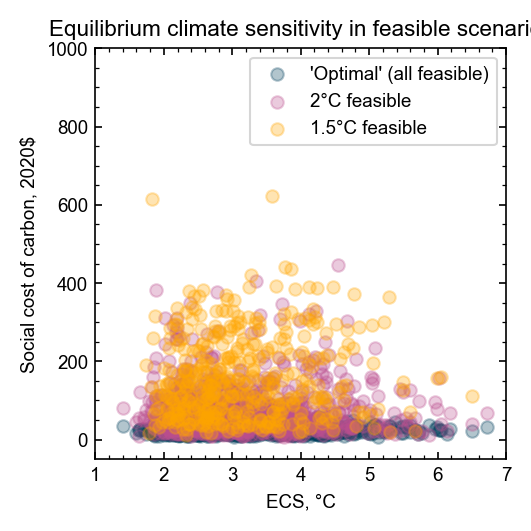 Equilibrium climate sensitivity in feasible scenari
1000
800
600
400
200
0
Social cost of carbon, 2020$
'Optimal' (all feasible)
2°C feasible
1.5°C feasible
1 2 3 4 5 6 7
ECS, °C